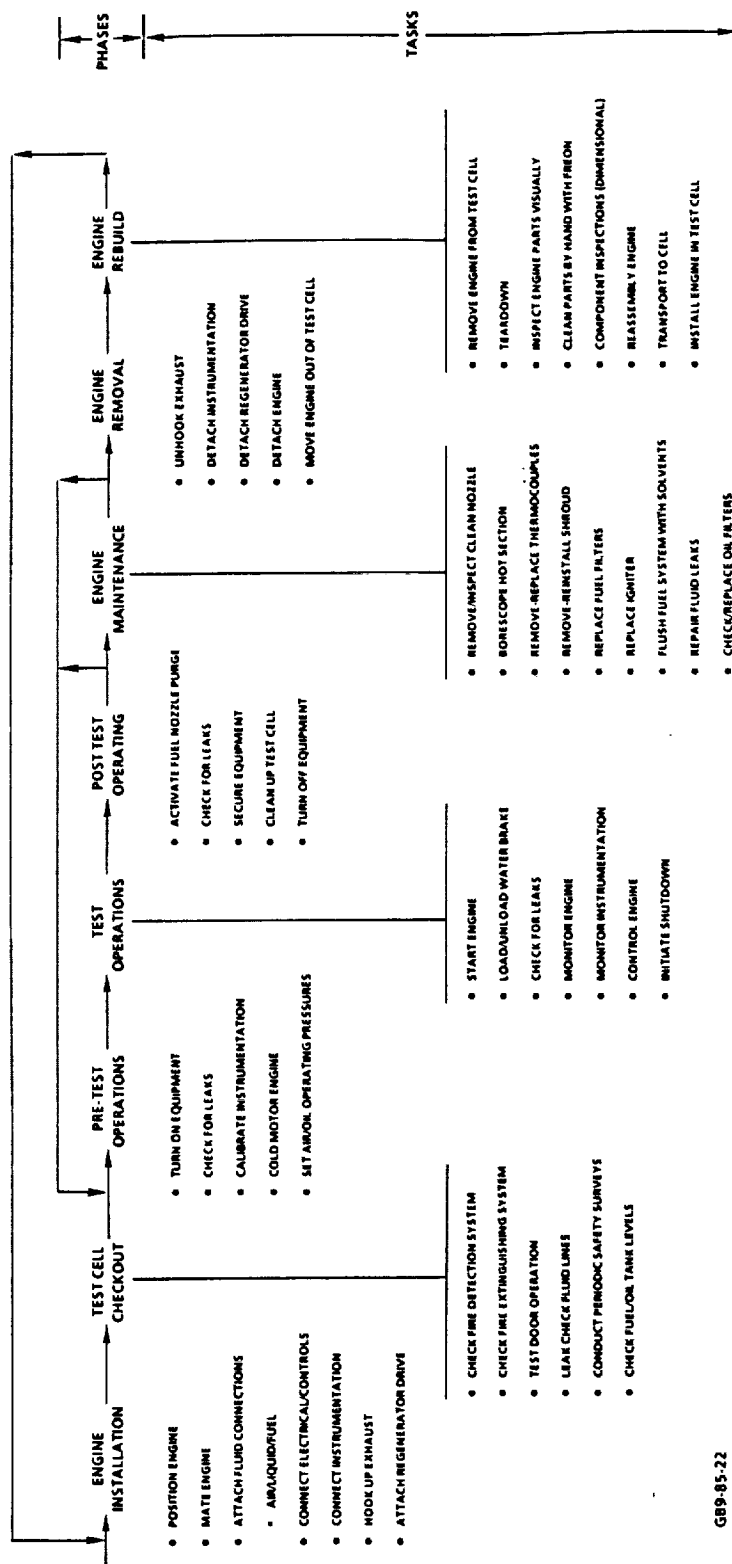 PHASES
TASKS
ENGINE
INSTALLATION
• POSITION ENGINE
• MATE ENGINE
• ATTACH FLUID CONNECTIONS
• AIR/LIQUID/FUEL
• CONNECT ELECTRICAL/CONTROLS
• CONNECT INSTRUMENTATION
• HOOK UP EXHAUST
• ATTACH REGENERATOR DRIVE
TEST CELL
CHECKOUT
• CHECK FIRE DETECTION SYSTEM
• CHECK FIRE EXTINGUISHING SYSTEM
• TEST DOOR OPERATION
• LEAK CHECK FLUID LINES
• CONDUCT PERIODIC SAFETY SURVEYS
• CHECK FUEL/OIL TANK LEVELS
PRE-TEST
OPERATIONS
• TURN ON EQUIPMENT
• CHECK FOR LEAKS
• CALIBRATE INSTRUMENTATION
• COLD MOTOR ENGINE
• SET AIR/OIL OPERATING PRESSURES
TEST
OPERATIONS
• START ENGINE
• LOAD/UNLOAD WATER BRAKE
• CHECK FOR LEAKS
• MONITOR ENGINE
• MONITOR INSTRUMENTATION
• CONTROL ENGINE
• INITIATE SHUTDOWN
POST TEST
OPERATING
• ACTIVATE FUEL NOZZLE PURGE
• CHECK FOR LEAKS
• SECURE EQUIPMENT
• CLEAN UP TEST CELL
• TURN OFF EQUIPMENT
ENGINE
MAINTENANCE
• REMOVE/INSPECT CLEAN NOZZLE
• BORESCOPE HOT SECTION
• REMOVE-REPLACE THERMOCOUPLES
• REMOVE-REINSTALL SHROUD
• REPLACE FUEL FILTERS
• REPLACE IGNITER
• FLUSH FUEL SYSTEM WITH SOLVENTS
• REPAIR FLUID LEAKS
• CHECK/REPLACE OIL FILTERS
ENGINE
REMOVAL
• UNHOOK EXHAUST
• DETACH INSTRUMENTATION
• DETACH REGENERATOR DRIVE
• DETACH ENGINE
• MOVE ENGINE OUT OF TEST CELL
ENGINE
REBUILD
• REMOVE ENGINE FROM TEST CELL
• TEARDOWN
• INSPECT ENGINE PARTS VISUALLY
• CLEAN PARTS BY HAND WITH FREON
• COMPONENT INSPECTIONS (DIMENSIONAL)
• REASSEMBLY ENGINE
• TRANSPORT TO CELL
• INSTALL ENGINE IN TEST CELL
GB9-85-22